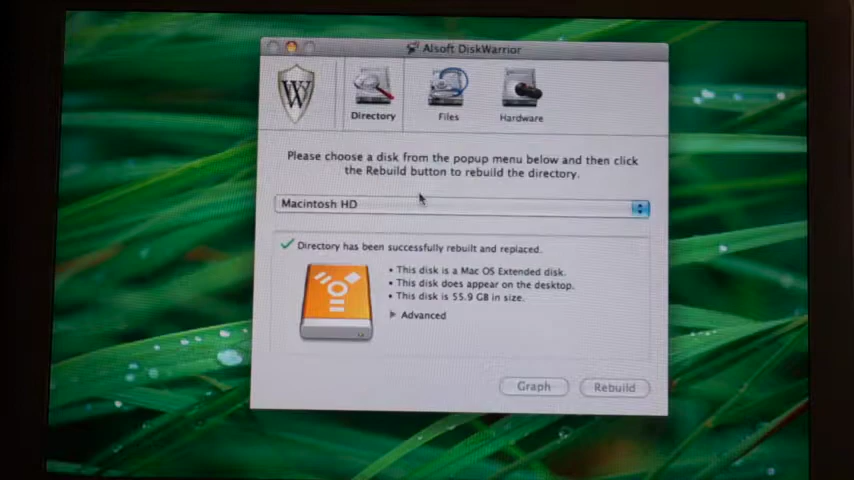 Alsoft DiskWarrior
W
Directory
Files
Hardware
Please choose a disk from the popup menu below and then click
the Rebuild button to rebuild the directory.
Macintosh HD
Directory has been successfully rebuilt and replaced.
• This disk is a Mac OS Extended disk.
• This disk does appear on the desktop.
• This disk is 55.9 GB in size.
Advanced
Graph
Rebuild